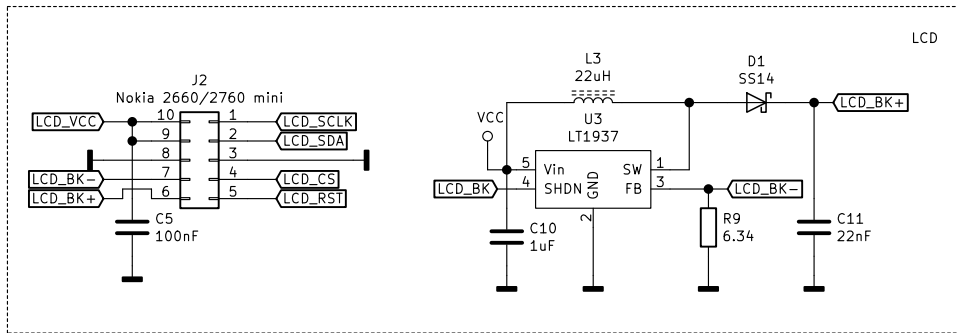 LCD
J2
Nokia 2660/2760 mini
LCD_VCC
10
1
LCD_SCLK
9
2
LCD_SDA
8
3
LCD_BK-
7
4
LCD_CS
LCD_BK+
6
5
LCD_RST
C5
100nF
L3
22uH
D1
SS14
LCD_BK+
VCC
U3
LT1937
5
Vin
SW
1
LCD_BK
4
SHDN
GND
FB
3
LCD_BK-
2
C10
1uF
R9
6.34
C11
22nF